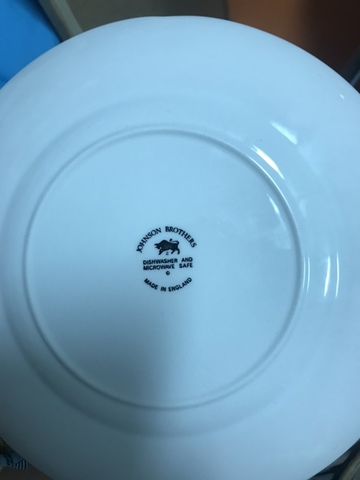 JOHNSON BROTHERS
DISHWASHER AND
MICROWAVE SAFE
MADE IN ENGLAND